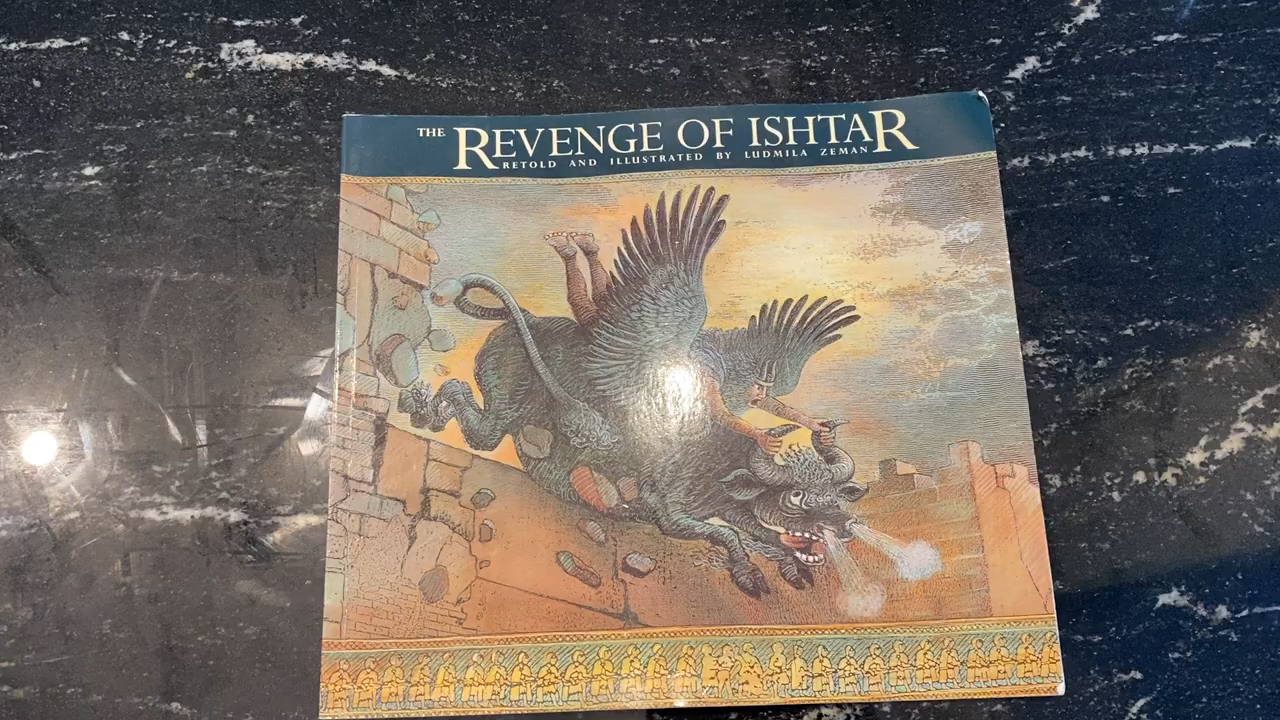 THE REVENGE OF ISHTAR
RETOLD AND ILLUSTRATED BY LUDMILA ZEMAN